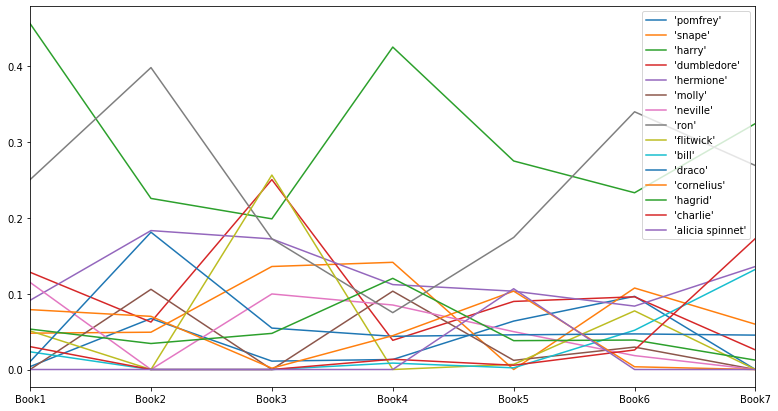 'pomfrey'
'snape'
'harry'
'dumbledore'
'hermione'
'molly'
'neville'
'ron'
'flitwick'
'bill'
'draco'
'cornelius'
'hagrid'
'charlie'
'alicia spinnet'
0.4
0.3
0.2
0.1
0.0
Book1 Book2 Book3 Book4 Book5 Book6 Book7